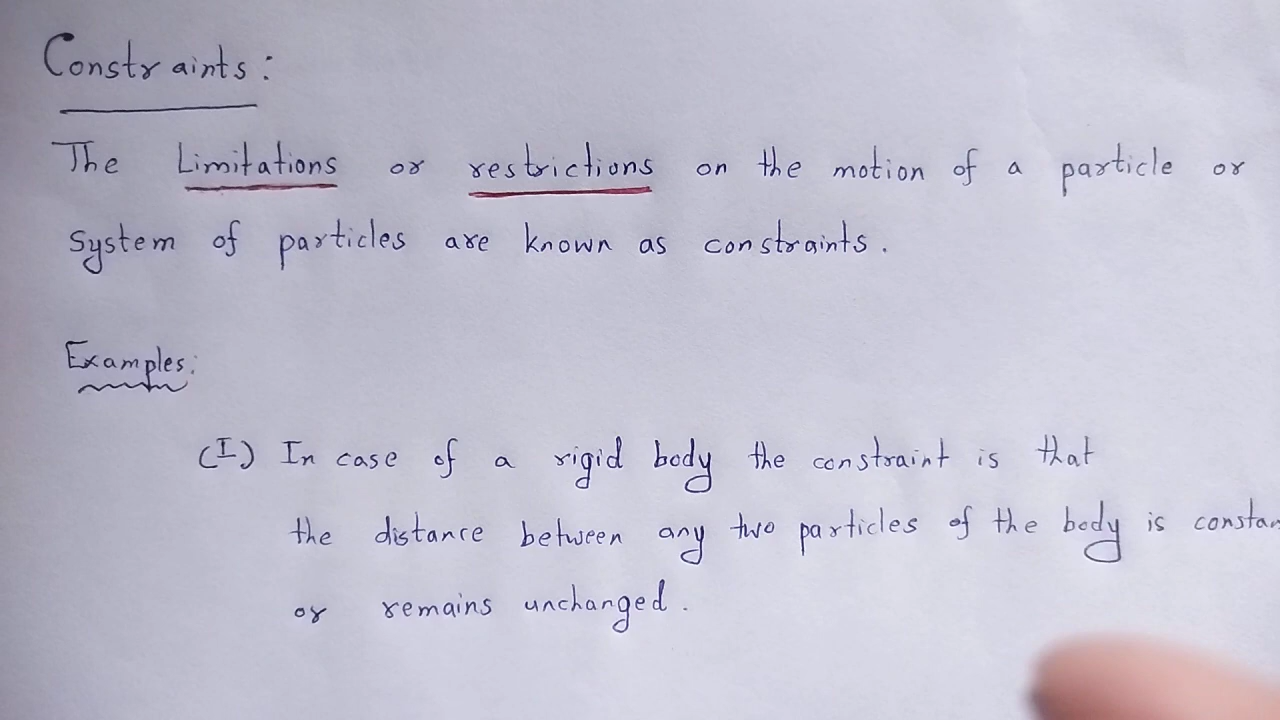 Constraints:
The Limitations or restrictions on the motion of a particle or
System of particles are known as constraints.
Examples:
(I) In case of a rigid body the constraint is that
the distance between any two particles of the body is constan
or remains unchanged.